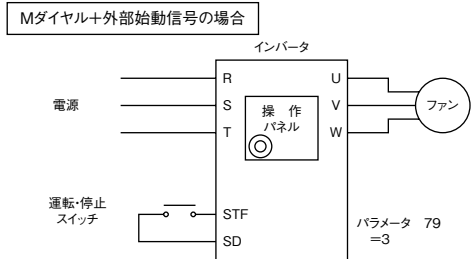 Mダイヤル+外部始動信号の場合
インバータ
R
S
T
電源
操 作
パネル
U
V
W
ファン
運転・停止
スイッチ
STF
SD
パラメータ 79
=3